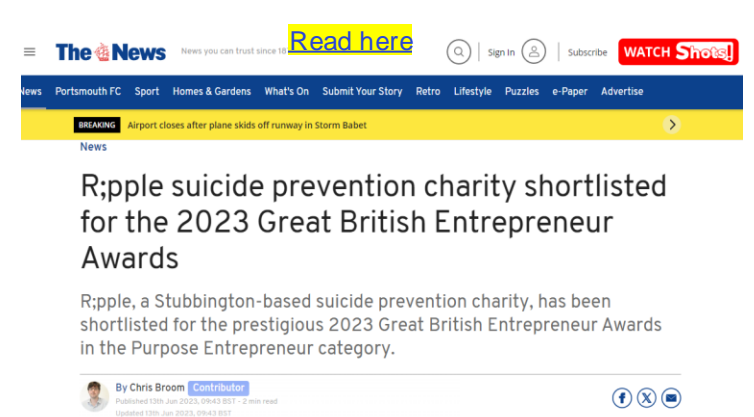 Read here
The News
News you can trust since 18
Sign In
Subscribe
WATCH Shots!
News
Portsmouth FC
Sport
Homes & Gardens
What's On
Submit Your Story
Retro
Lifestyle
Puzzles
e-Paper
Advertise
BREAKING Airport closes after plane skids off runway in Storm Babet
News
R;pple suicide prevention charity shortlisted
for the 2023 Great British Entrepreneur
Awards
R;pple, a Stubbington-based suicide prevention charity, has been
shortlisted for the prestigious 2023 Great British Entrepreneur Awards
in the Purpose Entrepreneur category.
By Chris Broom Contributor
Published 13th Jun 2023, 09:43 BST - 2 min read
Updated 13th Jun 2023, 09:43 BST